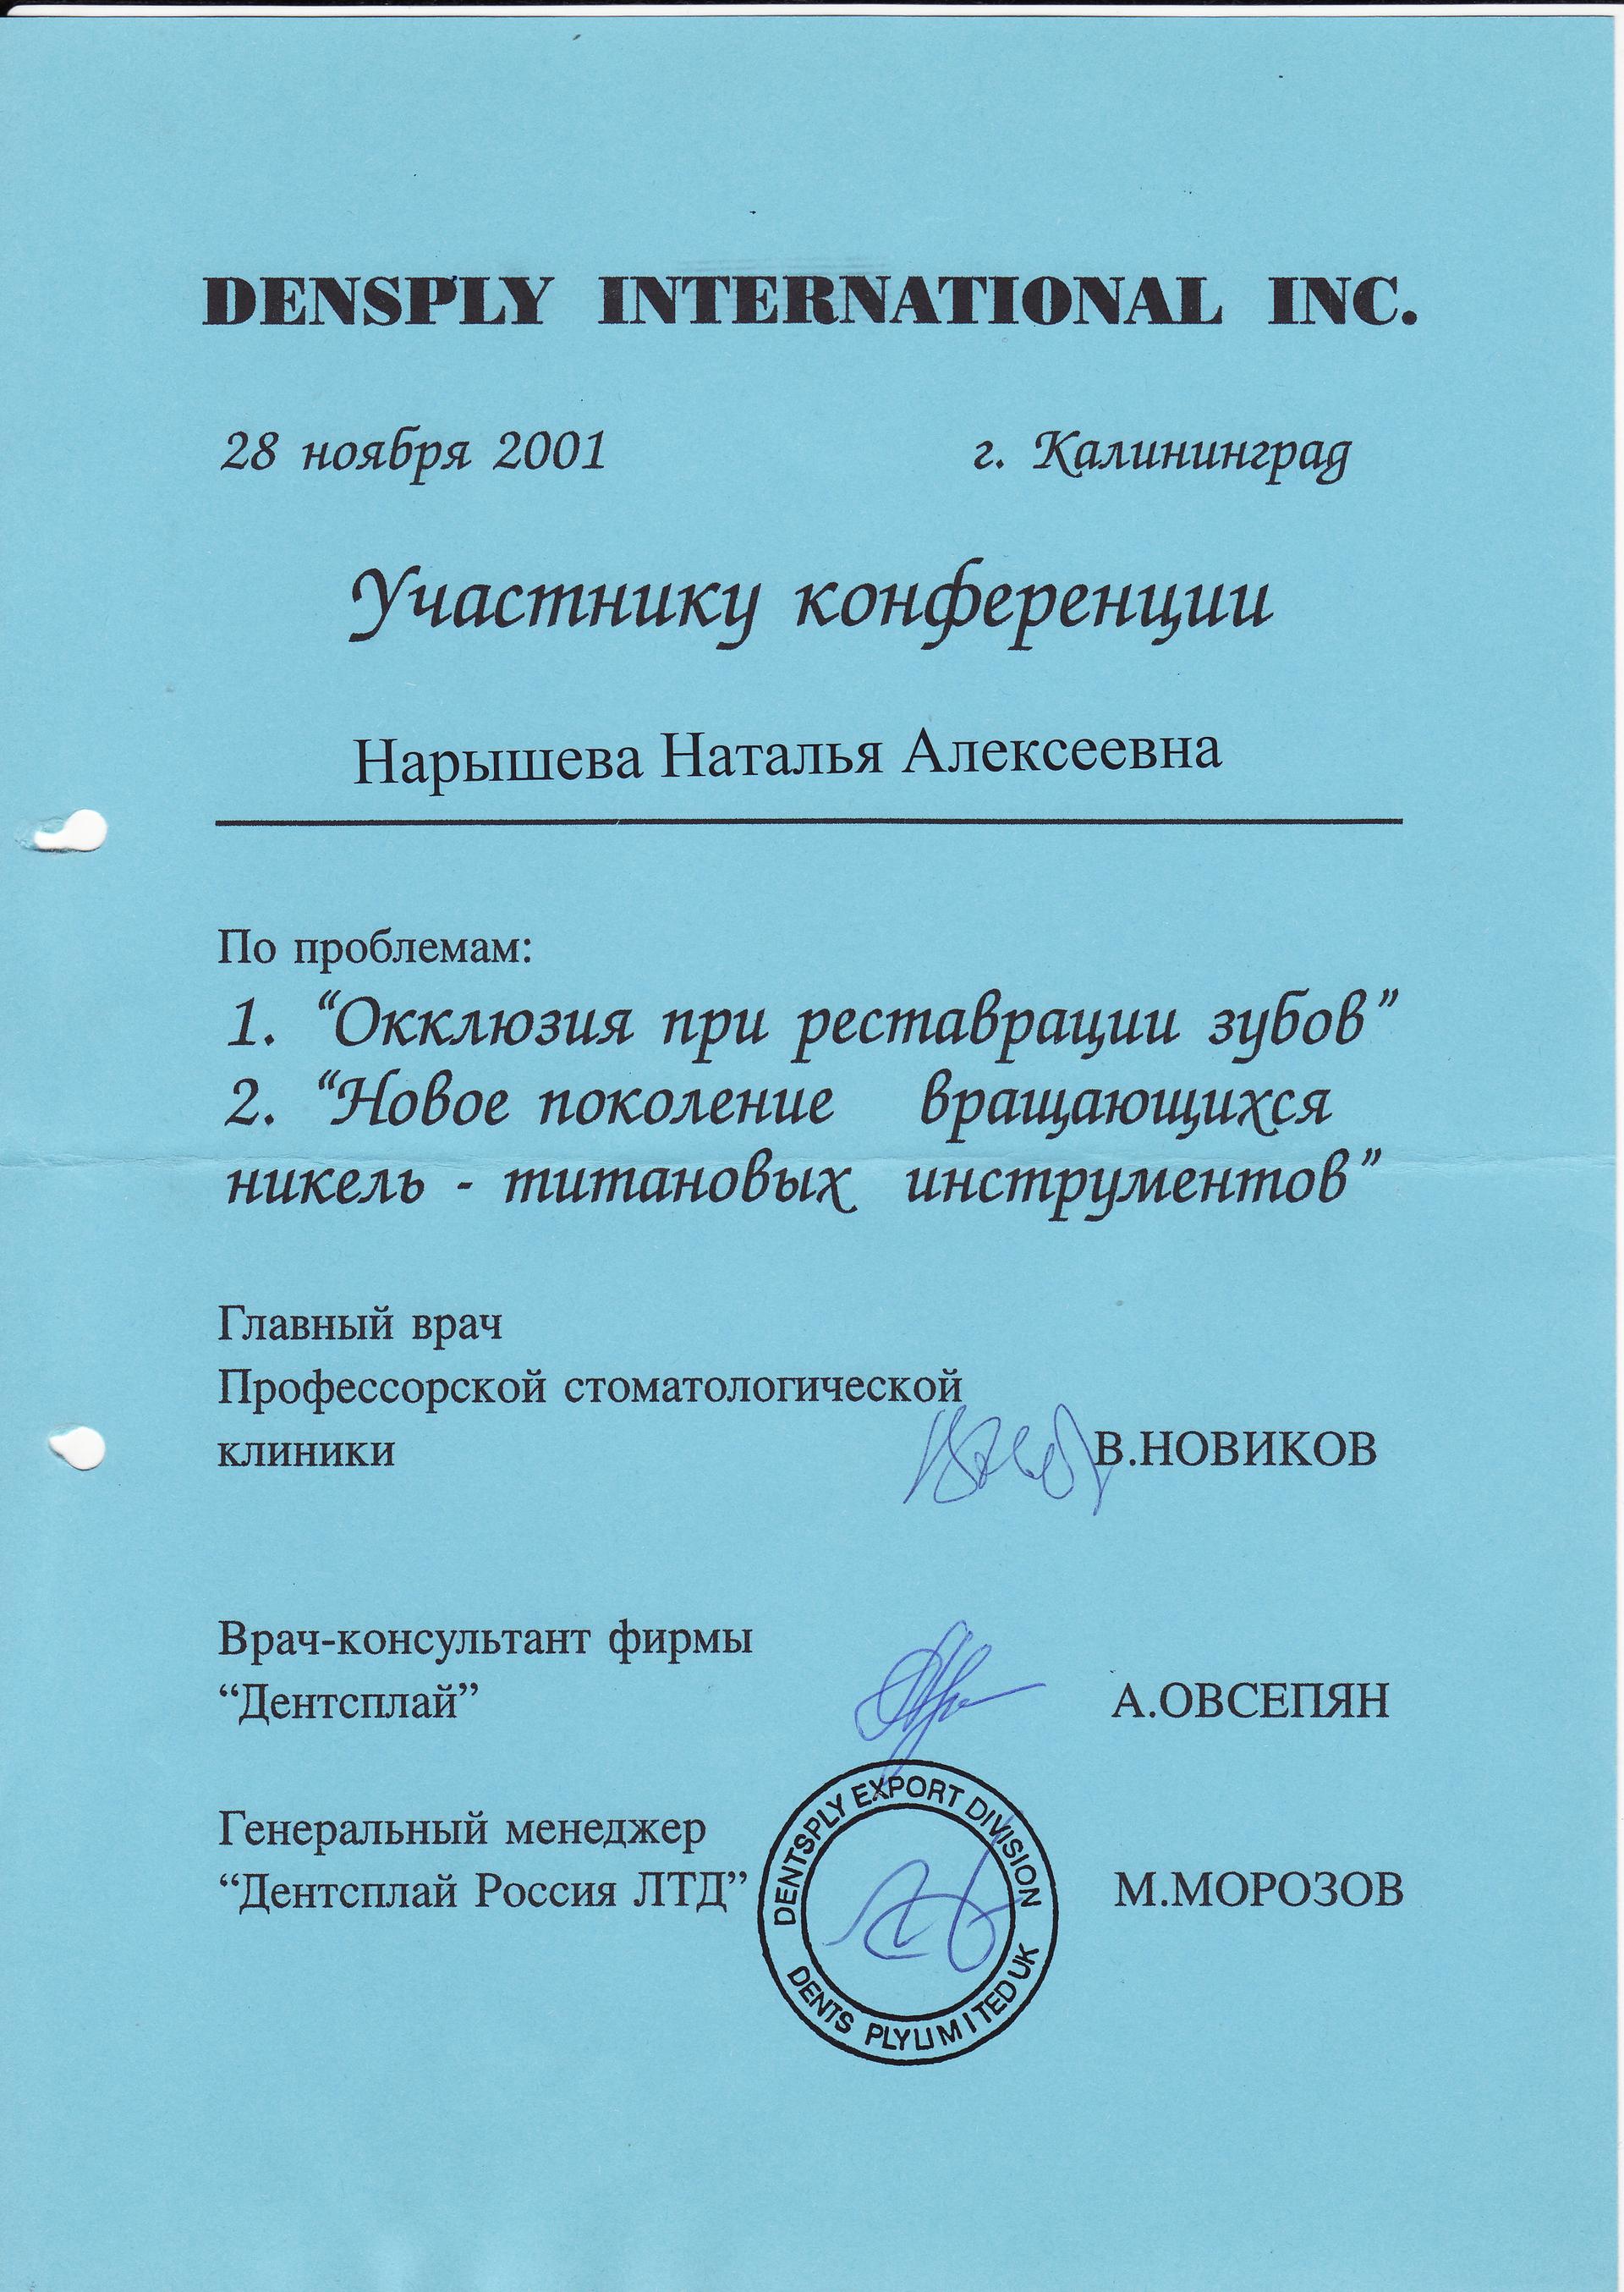 DENSPLY INTERNATIONAL INC.
28 ноября 2001 г. Калининград
Участнику конференции
Нарышева Наталья Алексеевна
По проблемам:
1. “Окклюзия при реставрации зубов”
2. “Новое поколение вращающихся
никель - титановых инструментов”
Главный врач
Профессорской стоматологической
клиники В.НОВИКОВ
Врач-консультант фирмы
“Дентсплай” А.ОВСЕПЯН
Генеральный менеджер
“Дентсплай Россия ЛТД” М.МОРОЗОВ
DENTSPLY EXPORT DIVISION
DENTS PLYLIMITED UK